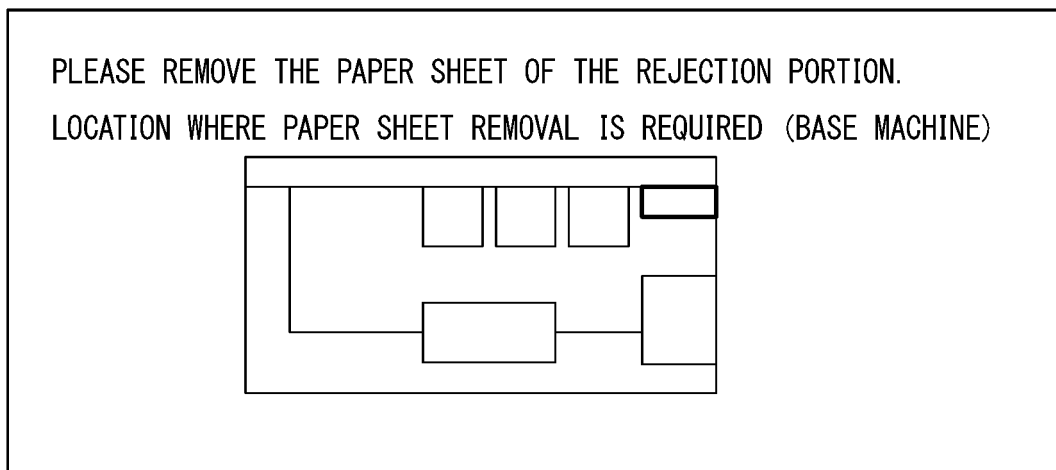 PLEASE REMOVE THE PAPER SHEET OF THE REJECTION PORTION.
LOCATION WHERE PAPER SHEET REMOVAL IS REQUIRED (BASE MACHINE)